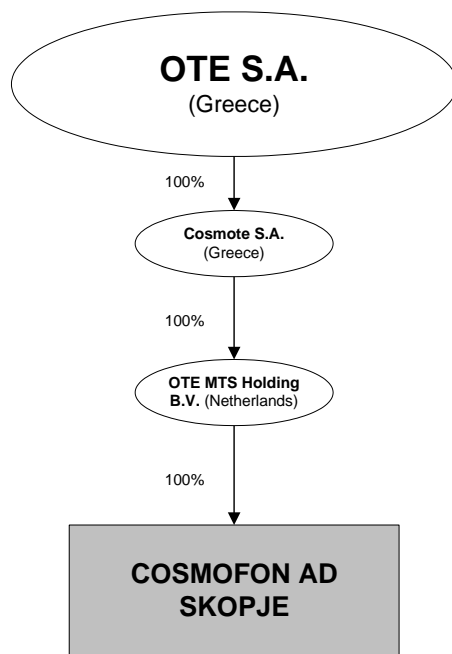 OTE S.A.
(Greece)
100%
Cosmote S.A.
(Greece)
100%
OTE MTS Holding
B.V. (Netherlands)
100%
COSMOFON AD
SKOPJE